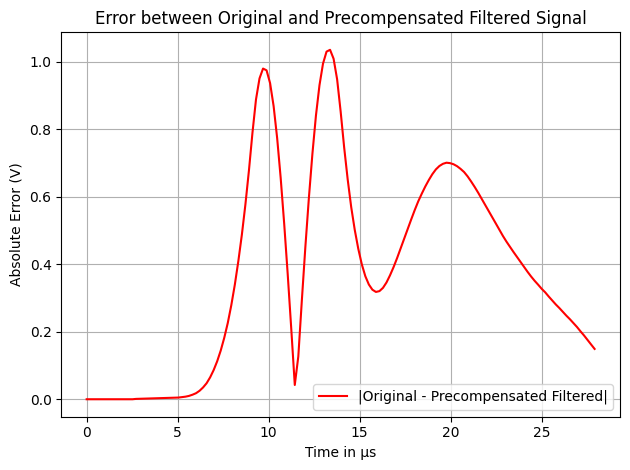 Error between Original and Precompensated Filtered Signal
Absolute Error (V)
1.0
0.8
0.6
0.4
0.2
0.0
|Original - Precompensated Filtered|
0 5 10 15 20 25
Time in µs